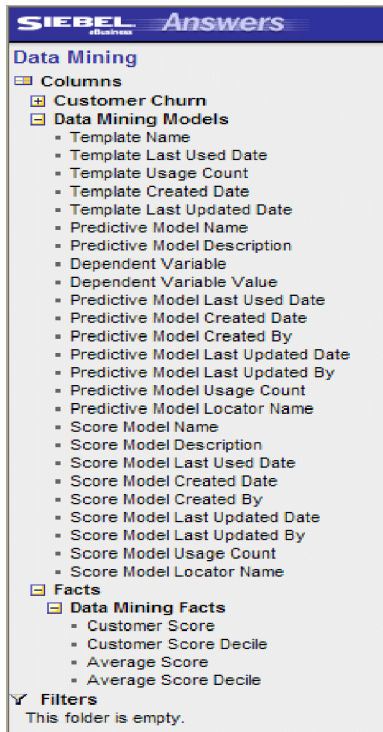 SIEBEL eBusiness Answers
Data Mining
Columns
Customer Churn
Data Mining Models
Template Name
Template Last Used Date
Template Usage Count
Template Created Date
Template Last Updated Date
Predictive Model Name
Predictive Model Description
Dependent Variable
Dependent Variable Value
Predictive Model Last Used Date
Predictive Model Created Date
Predictive Model Created By
Predictive Model Last Updated Date
Predictive Model Last Updated By
Predictive Model Usage Count
Predictive Model Locator Name
Score Model Name
Score Model Description
Score Model Last Used Date
Score Model Created Date
Score Model Created By
Score Model Last Updated Date
Score Model Last Updated By
Score Model Usage Count
Score Model Locator Name
Facts
Data Mining Facts
Customer Score
Customer Score Decile
Average Score
Average Score Decile
Filters
This folder is empty.